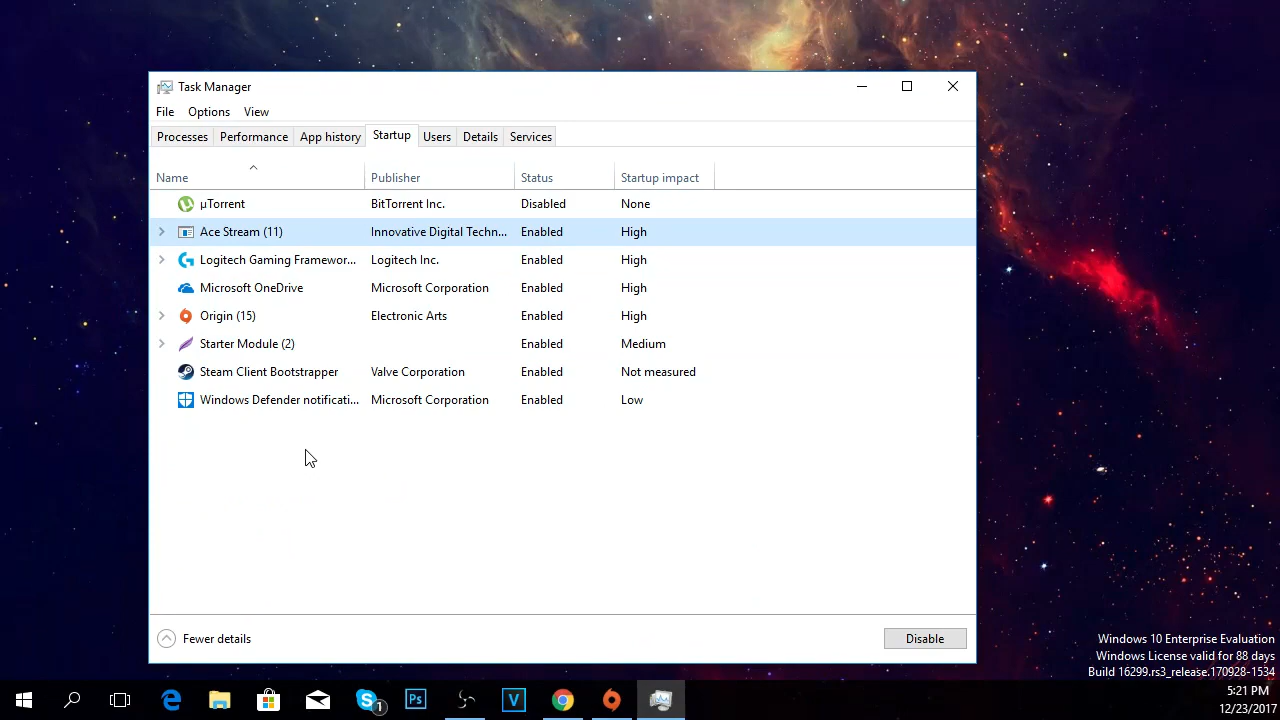 Task Manager
File Options View
Processes Performance App history Startup Users Details Services
Name Publisher Status Startup impact
µTorrent BitTorrent Inc. Disabled None
Ace Stream (11) Innovative Digital Techn... Enabled High
Logitech Gaming Framewor... Logitech Inc. Enabled High
Microsoft OneDrive Microsoft Corporation Enabled High
Origin (15) Electronic Arts Enabled High
Starter Module (2) Enabled Medium
Steam Client Bootstrapper Valve Corporation Enabled Not measured
Windows Defender notificati... Microsoft Corporation Enabled Low
Fewer details Disable
Windows 10 Enterprise Evaluation
Windows License valid for 88 days
Build 16299.rs3_release.170928-1534
1 Ps V
5:21 PM
12/23/2017